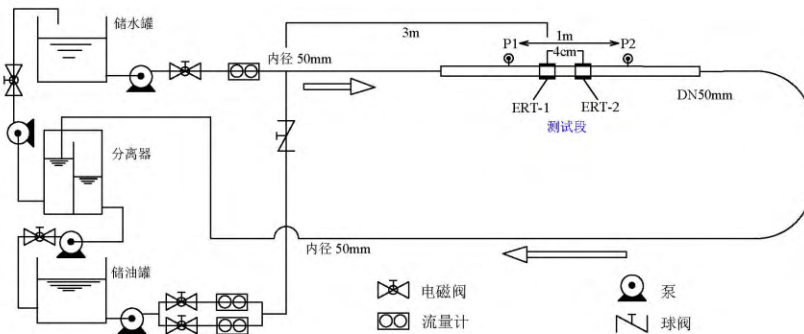 储水罐
3m
1m
P1
P2
4cm
内径 50mm
ERT-1
ERT-2
DN50mm
测试段
分离器
内径 50mm
储油罐
电磁阀
泵
流量计
球阀